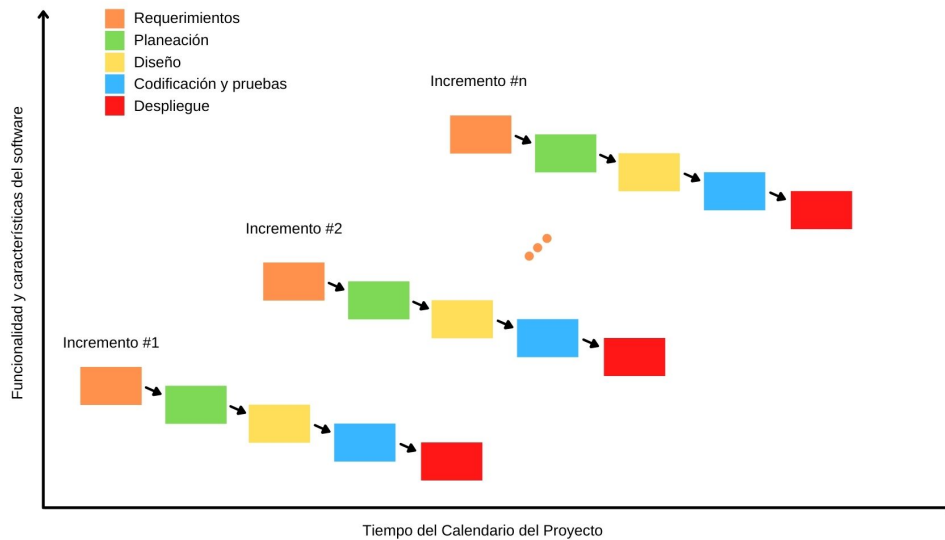 Requerimientos
Planeación
Diseño
Codificación y pruebas
Despliegue
Incremento #n
Incremento #2
Incremento #1
Funcionalidad y características del software
Tiempo del Calendario del Proyecto